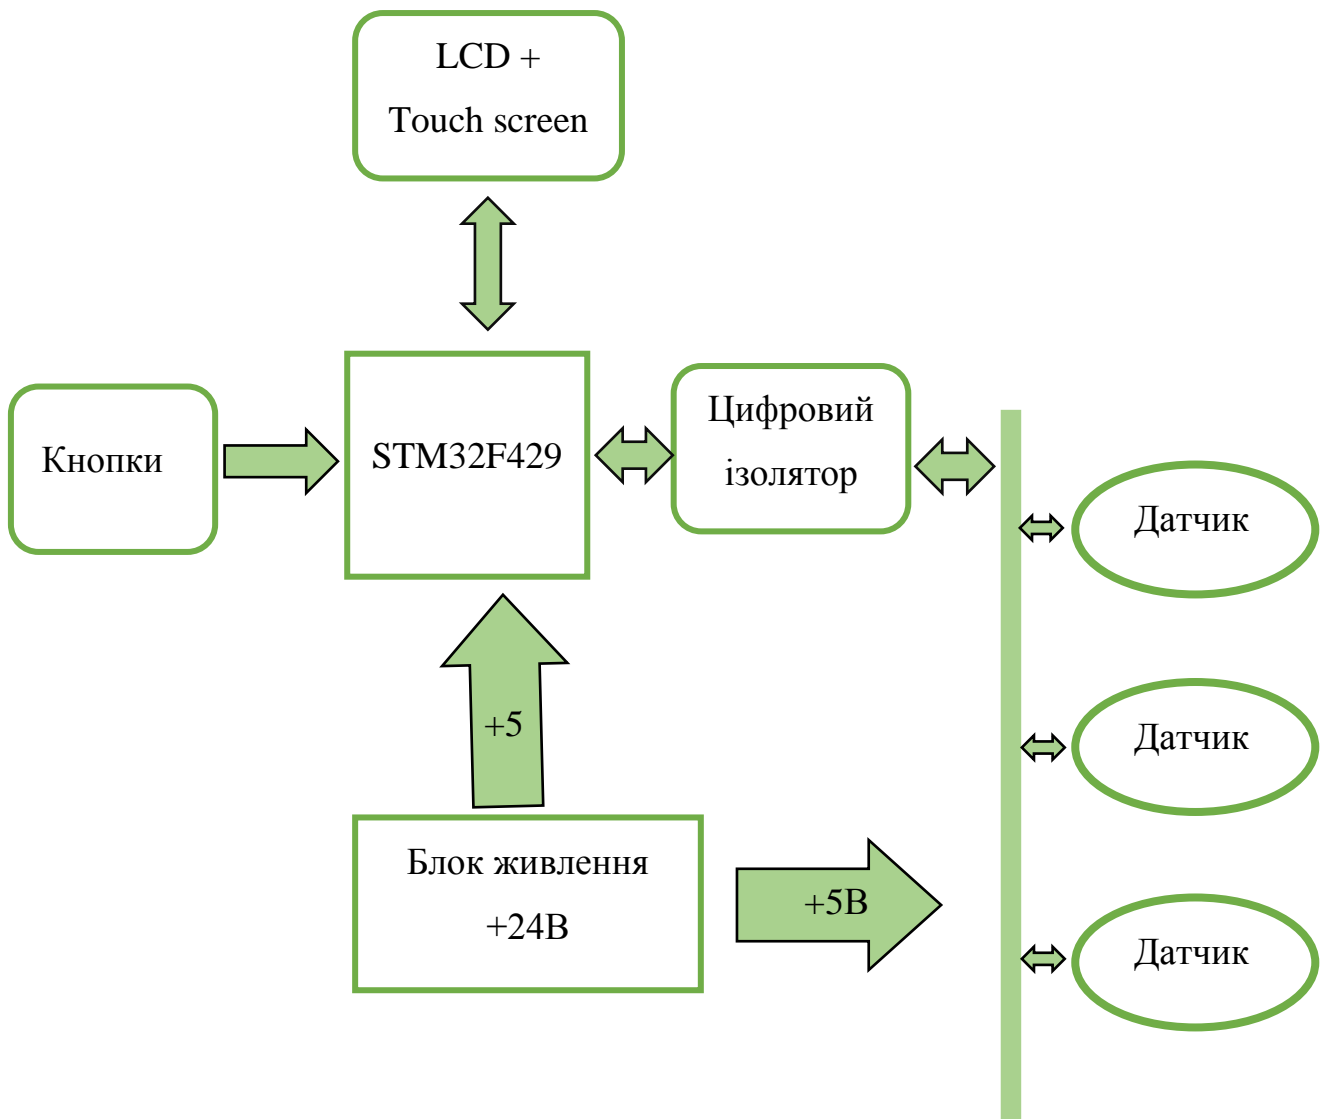 LCD +
Touch screen
Кнопки
STM32F429
Цифровий
ізолятор
Датчик
+5
Датчик
Блок живлення
+24В
+5В
Датчик